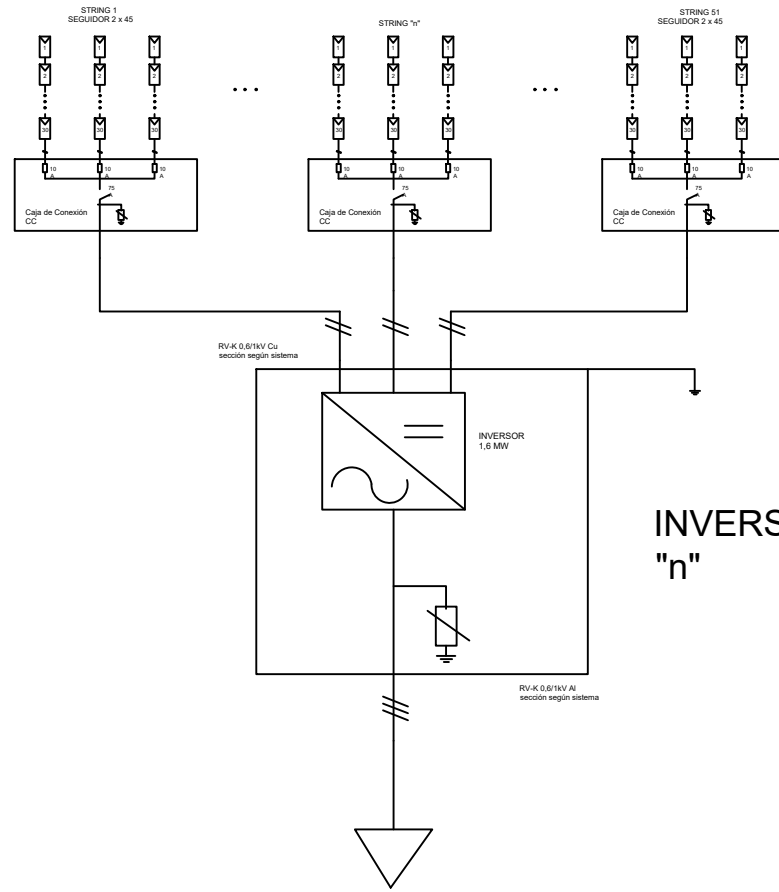 STRING 1
SEGUIDOR 2 x 45
STRING "n"
STRING 51
SEGUIDOR 2 x 45
1 1 1 1 1 1 1 1 1
2 2 2 2 2 2 2 2 2
30 30 30 30 30 30 30 30 30
10 A 10 A 10 A
75 A
Caja de Conexión
CC
10 A 10 A 10 A
75 A
Caja de Conexión
CC
10 A 10 A 10 A
75 A
Caja de Conexión
CC
RV-K 0,6/1kV Cu
sección según sistema
INVERSOR
1,6 MW
INVERS
"n"
RV-K 0,6/1kV Al
sección según sistema